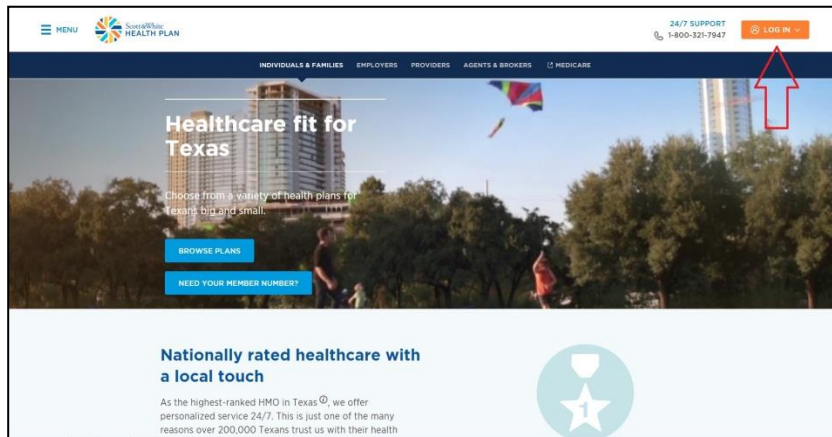 MENU
Scott&White
HEALTH PLAN
24/7 SUPPORT
1-800-321-7947
LOG IN
INDIVIDUALS & FAMILIES EMPLOYERS PROVIDERS AGENTS & BROKERS MEDICARE
Healthcare fit for
Texas
Choose from a variety of health plans for
Texans big and small.
BROWSE PLANS
NEED YOUR MEMBER NUMBER?
Nationally rated healthcare with
a local touch
As the highest-ranked HMO in Texas, we offer
personalized service 24/7. This is just one of the many
reasons over 200,000 Texans trust us with their health
1